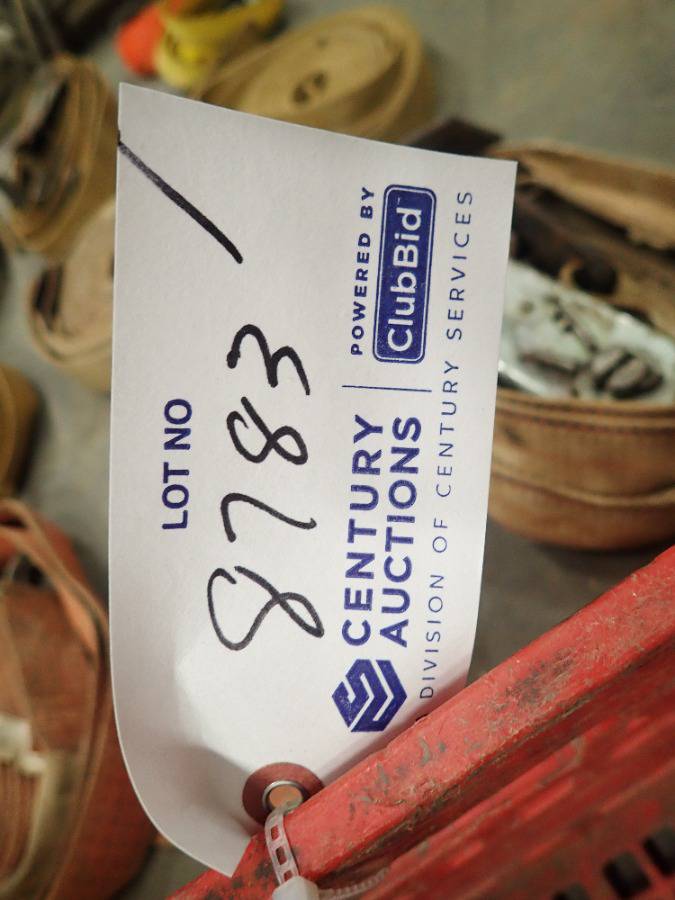 LOT NO
8783
CENTURY
AUCTIONS
POWERED BY
ClubBid
DIVISION OF CENTURY SERVICES